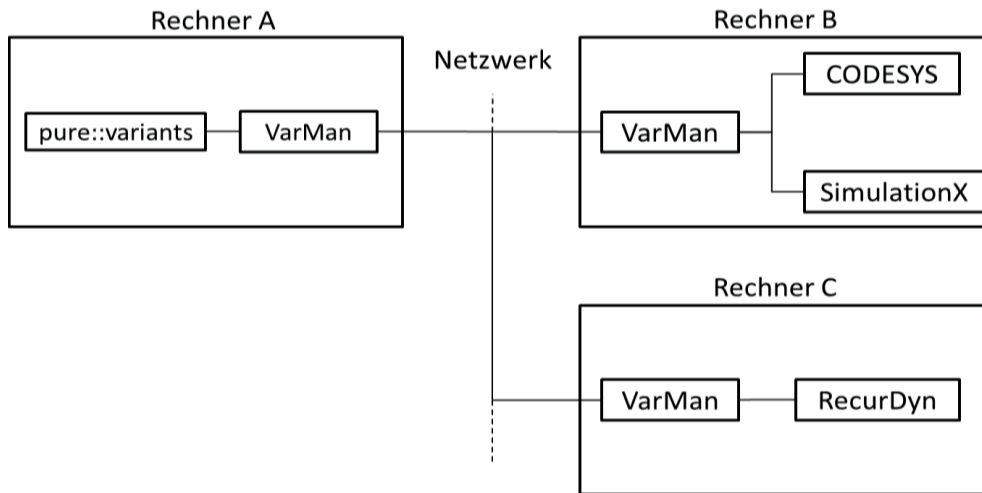 Rechner A
pure::variants
VarMan
Netzwerk
Rechner B
VarMan
CODESYS
SimulationX
Rechner C
VarMan
RecurDyn